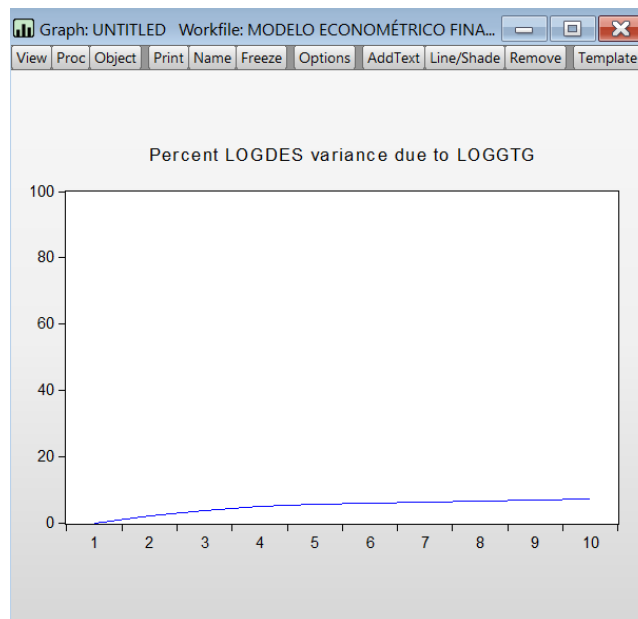 Graph: UNTITLED Workfile: MODELO ECONOMÉTRICO FINA...
View Proc Object Print Name Freeze Options AddText Line/Shade Remove Template
Percent LOGDES variance due to LOGGTG
100
80
60
40
20
0
1 2 3 4 5 6 7 8 9 10